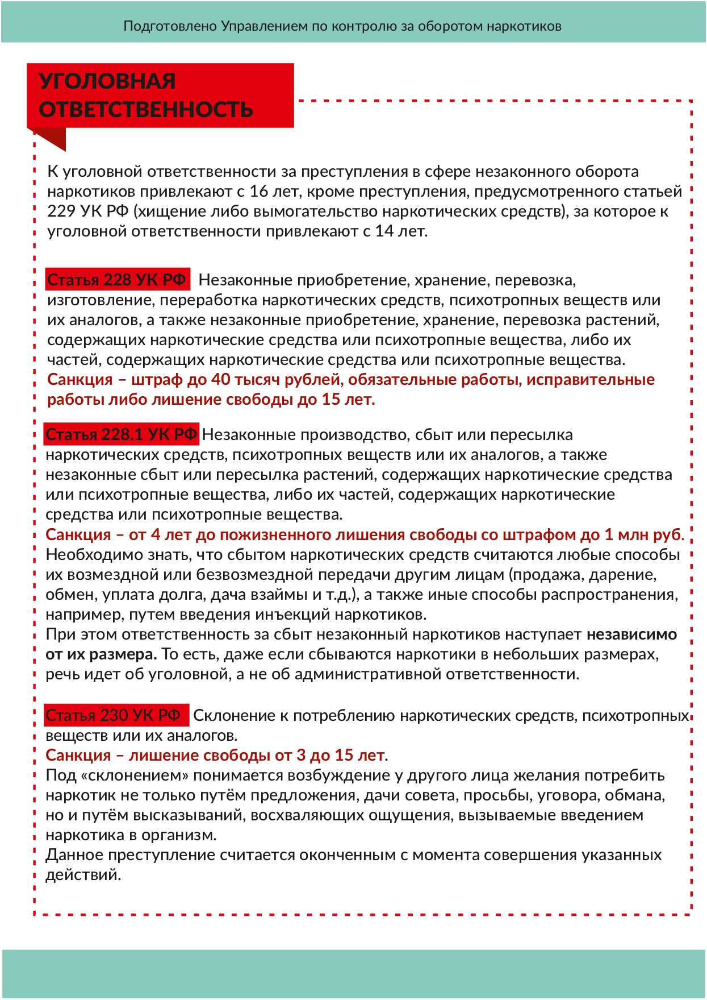 Подготовлено Управлением по контролю за оборотом наркотиков
УГОЛОВНАЯ
ОТВЕТСТВЕННОСТЬ
К уголовной ответственности за преступления в сфере незаконного оборота
наркотиков привлекают с 16 лет, кроме преступления, предусмотренного статьей
229 УК РФ (хищение либо вымогательство наркотических средств), за которое к
уголовной ответственности привлекают с 14 лет.
Статья 228 УК РФ Незаконные приобретение, хранение, перевозка,
изготовление, переработка наркотических средств, психотропных веществ или
их аналогов, а также незаконные приобретение, хранение, перевозка растений,
содержащих наркотические средства или психотропные вещества, либо их
частей, содержащих наркотические средства или психотропные вещества.
Санкция – штраф до 40 тысяч рублей, обязательные работы, исправительные
работы либо лишение свободы до 15 лет.
Статья 228.1 УК РФ Незаконные производство, сбыт или пересылка
наркотических средств, психотропных веществ или их аналогов, а также
незаконные сбыт или пересылка растений, содержащих наркотические средства
или психотропные вещества, либо их частей, содержащих наркотические
средства или психотропные вещества.
Санкция – от 4 лет до пожизненного лишения свободы со штрафом до 1 млн руб.
Необходимо знать, что сбытом наркотических средств считаются любые способы
их возмездной или безвозмездной передачи другим лицам (продажа, дарение,
обмен, уплата долга, дача взаймы и т.д.), а также иные способы распространения,
например, путем введения инъекций наркотиков.
При этом ответственность за сбыт незаконный наркотиков наступает независимо
от их размера. То есть, даже если сбываются наркотики в небольших размерах,
речь идет об уголовной, а не об административной ответственности.
Статья 230 УК РФ Склонение к потреблению наркотических средств, психотропных
веществ или их аналогов.
Санкция – лишение свободы от 3 до 15 лет.
Под «склонением» понимается возбуждение у другого лица желания потребить
наркотик не только путём предложения, дачи совета, просьбы, уговора, обмана,
но и путём высказываний, восхваляющих ощущения, вызываемые введением
наркотика в организм.
Данное преступление считается оконченным с момента совершения указанных
действий.